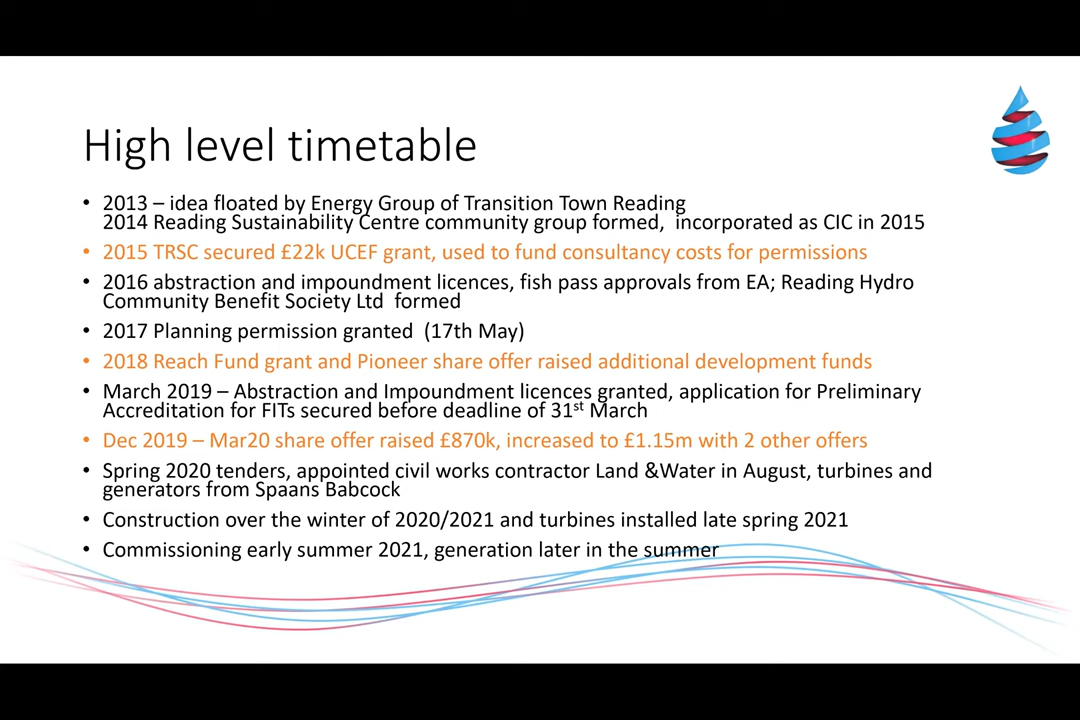 High level timetable
• 2013 – idea floated by Energy Group of Transition Town Reading
2014 Reading Sustainability Centre community group formed,  incorporated as CIC in 2015
• 2015 TRSC secured £22k UCEF grant, used to fund consultancy costs for permissions
• 2016 abstraction and impoundment licences, fish pass approvals from EA; Reading Hydro
Community Benefit Society Ltd  formed
• 2017 Planning permission granted  (17th May)
• 2018 Reach Fund grant and Pioneer share offer raised additional development funds
• March 2019 – Abstraction and Impoundment licences granted, application for Preliminary
Accreditation for FITs secured before deadline of 31st March
• Dec 2019 – Mar20 share offer raised £870k, increased to £1.15m with 2 other offers
• Spring 2020 tenders, appointed civil works contractor Land &Water in August, turbines and
generators from Spaans Babcock
• Construction over the winter of 2020/2021 and turbines installed late spring 2021
• Commissioning early summer 2021, generation later in the summer